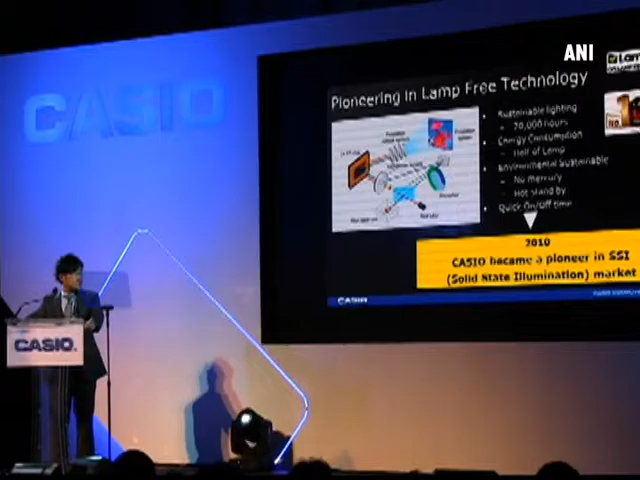 ANI
CASIO
Pioneering in Lamp Free Technology
Sustainable lighting
20,000 hours
Energy Consumption
Half of Lamp
Environmental Sustainable
No mercury
Hot stand by
Quick On/Off time
2010
CASIO became a pioneer in SSI
(Solid State Illumination) market
CASIO
CASIO.
NO.1